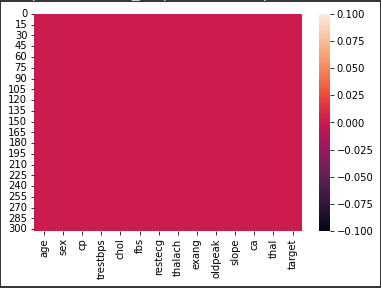 0
15
30
45
60
75
90
105
120
135
150
165
180
195
210
225
240
255
270
285
300
age
sex
cp
trestbps
chol
fbs
restecg
thalach
exang
oldpeak
slope
ca
thal
target
0.100
0.075
0.050
0.025
0.000
−0.025
−0.050
−0.075
−0.100